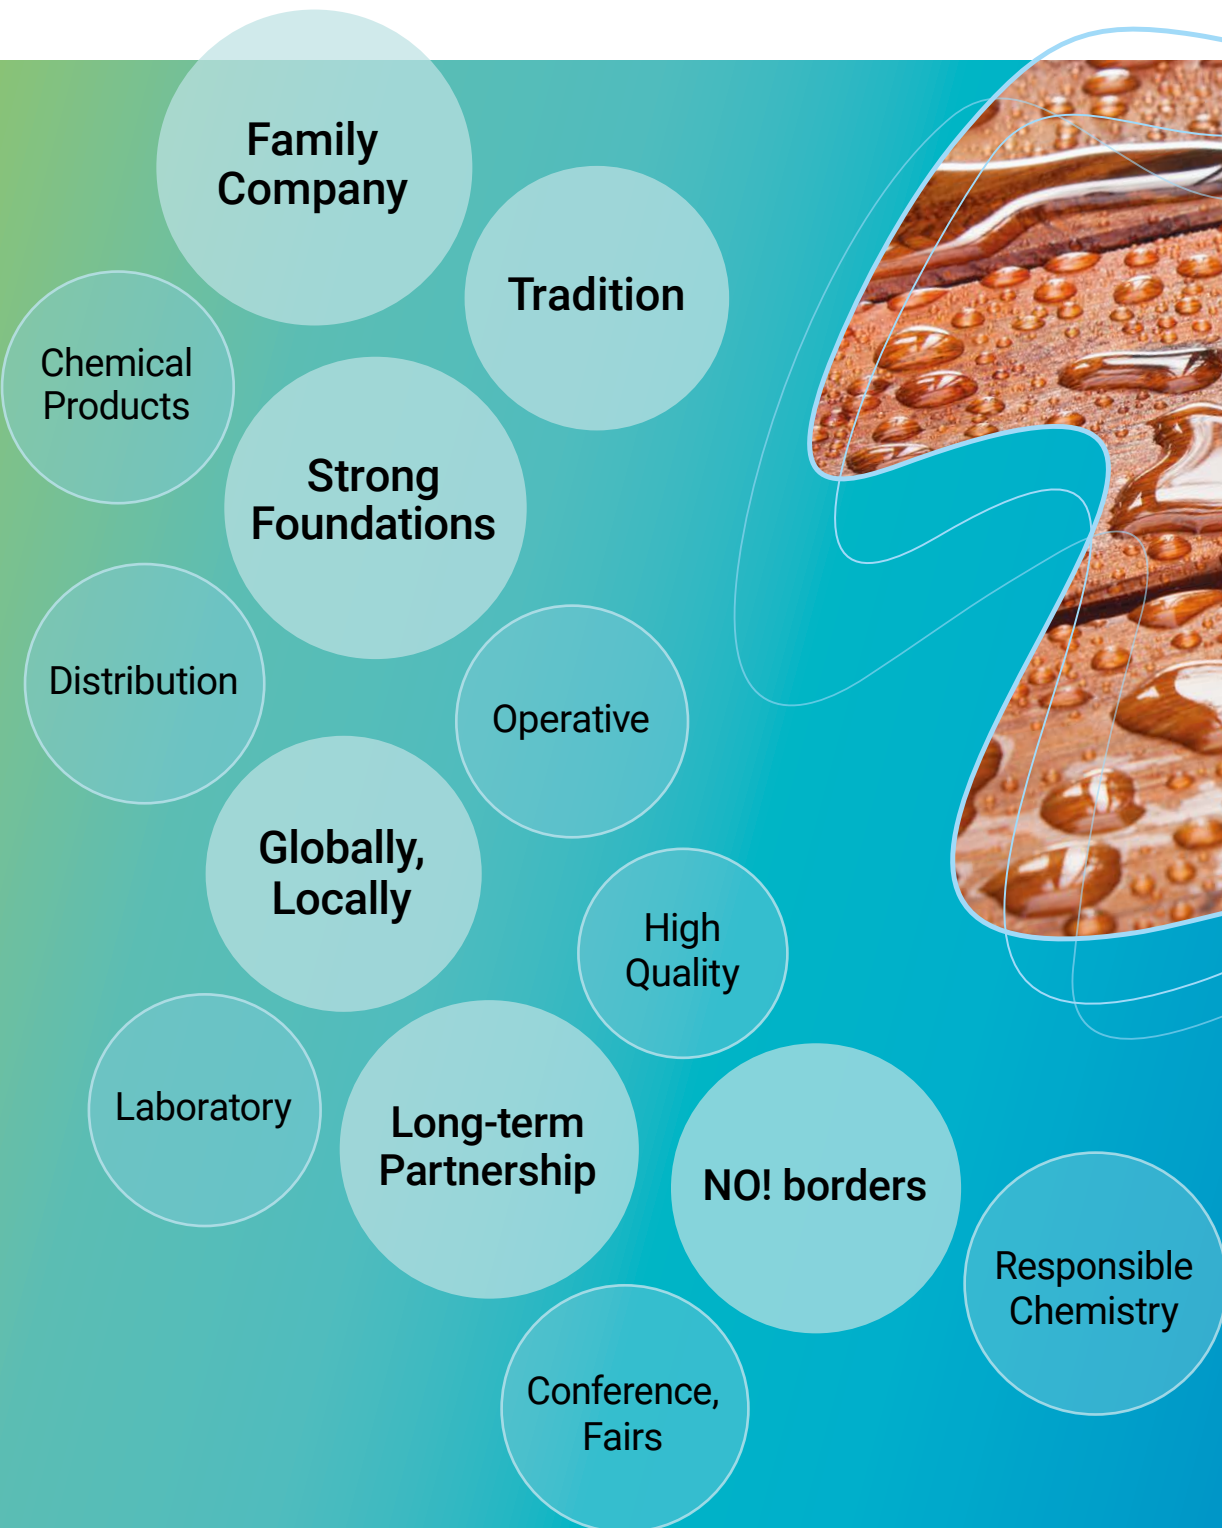 Family
Company
Tradition
Chemical
Products
Strong
Foundations
Distribution
Operative
Globally,
Locally
High
Quality
Laboratory
Long-term
Partnership
NO! borders
Responsible
Chemistry
Conference,
Fairs